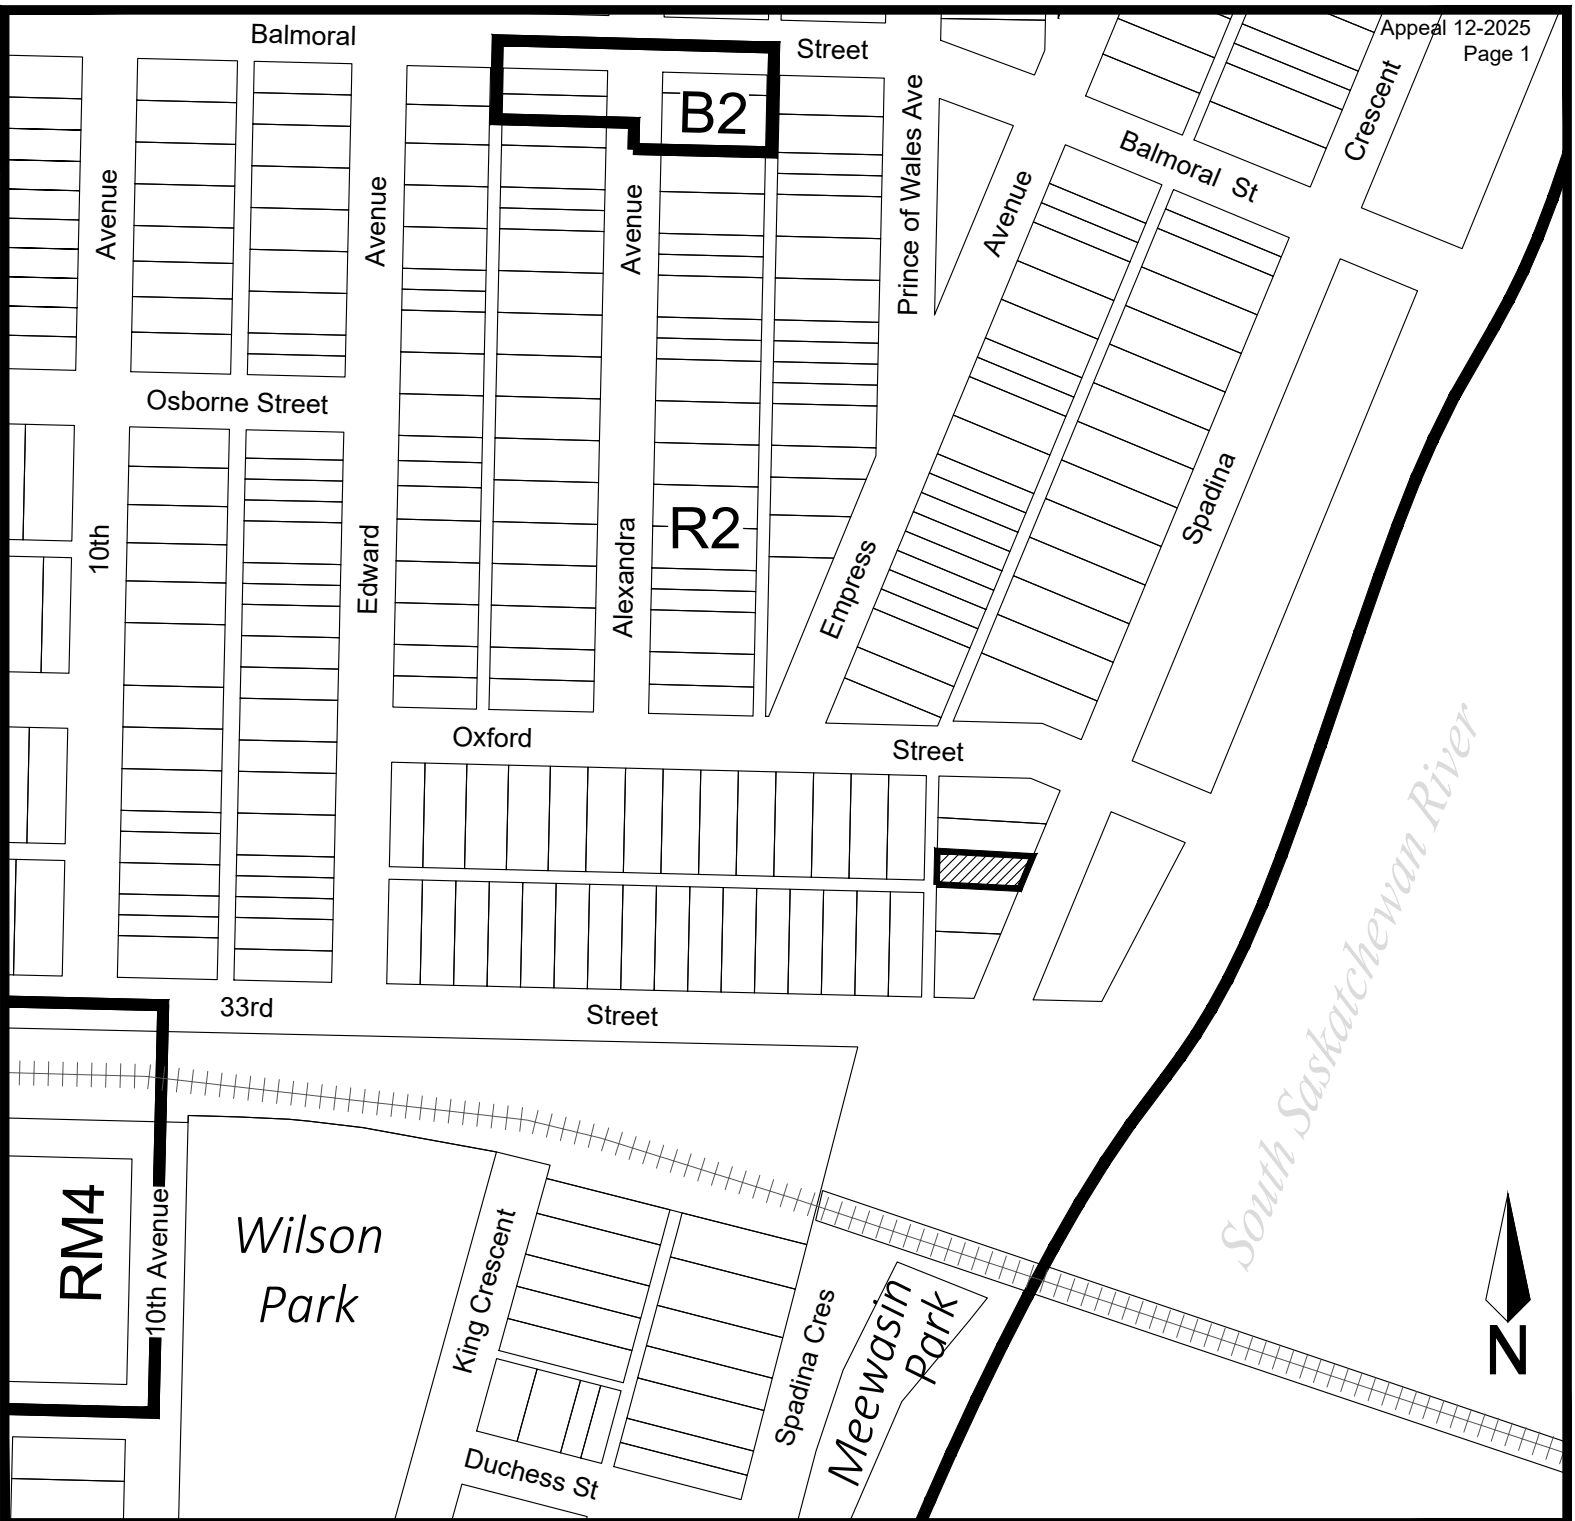 Appeal 12-2025
Page 1
Balmoral
Street
B2
Crescent
Balmoral St
Prince of Wales Ave
Avenue
Avenue
Avenue
Avenue
Osborne Street
Spadina
R2
10th
Edward
Alexandra
Empress
Oxford
Street
South Saskatchewan River
33rd
Street
RM4
10th Avenue
Wilson
Park
King Crescent
Spadina Cres
Meewasin
Park
Duchess St
N